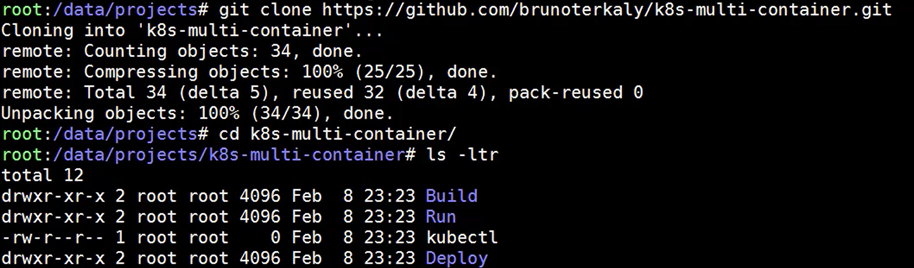 root:/data/projects# git clone https://github.com/brunoterkaly/k8s-multi-container.git
Cloning into 'k8s-multi-container'...
remote: Counting objects: 34, done.
remote: Compressing objects: 100% (25/25), done.
remote: Total 34 (delta 5), reused 32 (delta 4), pack-reused 0
Unpacking objects: 100% (34/34), done.
root:/data/projects# cd k8s-multi-container/
root:/data/projects/k8s-multi-container# ls -ltr
total 12
drwxr-xr-x 2 root root 4096 Feb  8 23:23 Build
drwxr-xr-x 2 root root 4096 Feb  8 23:23 Run
-rw-r--r-- 1 root root    0 Feb  8 23:23 kubectl
drwxr-xr-x 2 root root 4096 Feb  8 23:23 Deploy